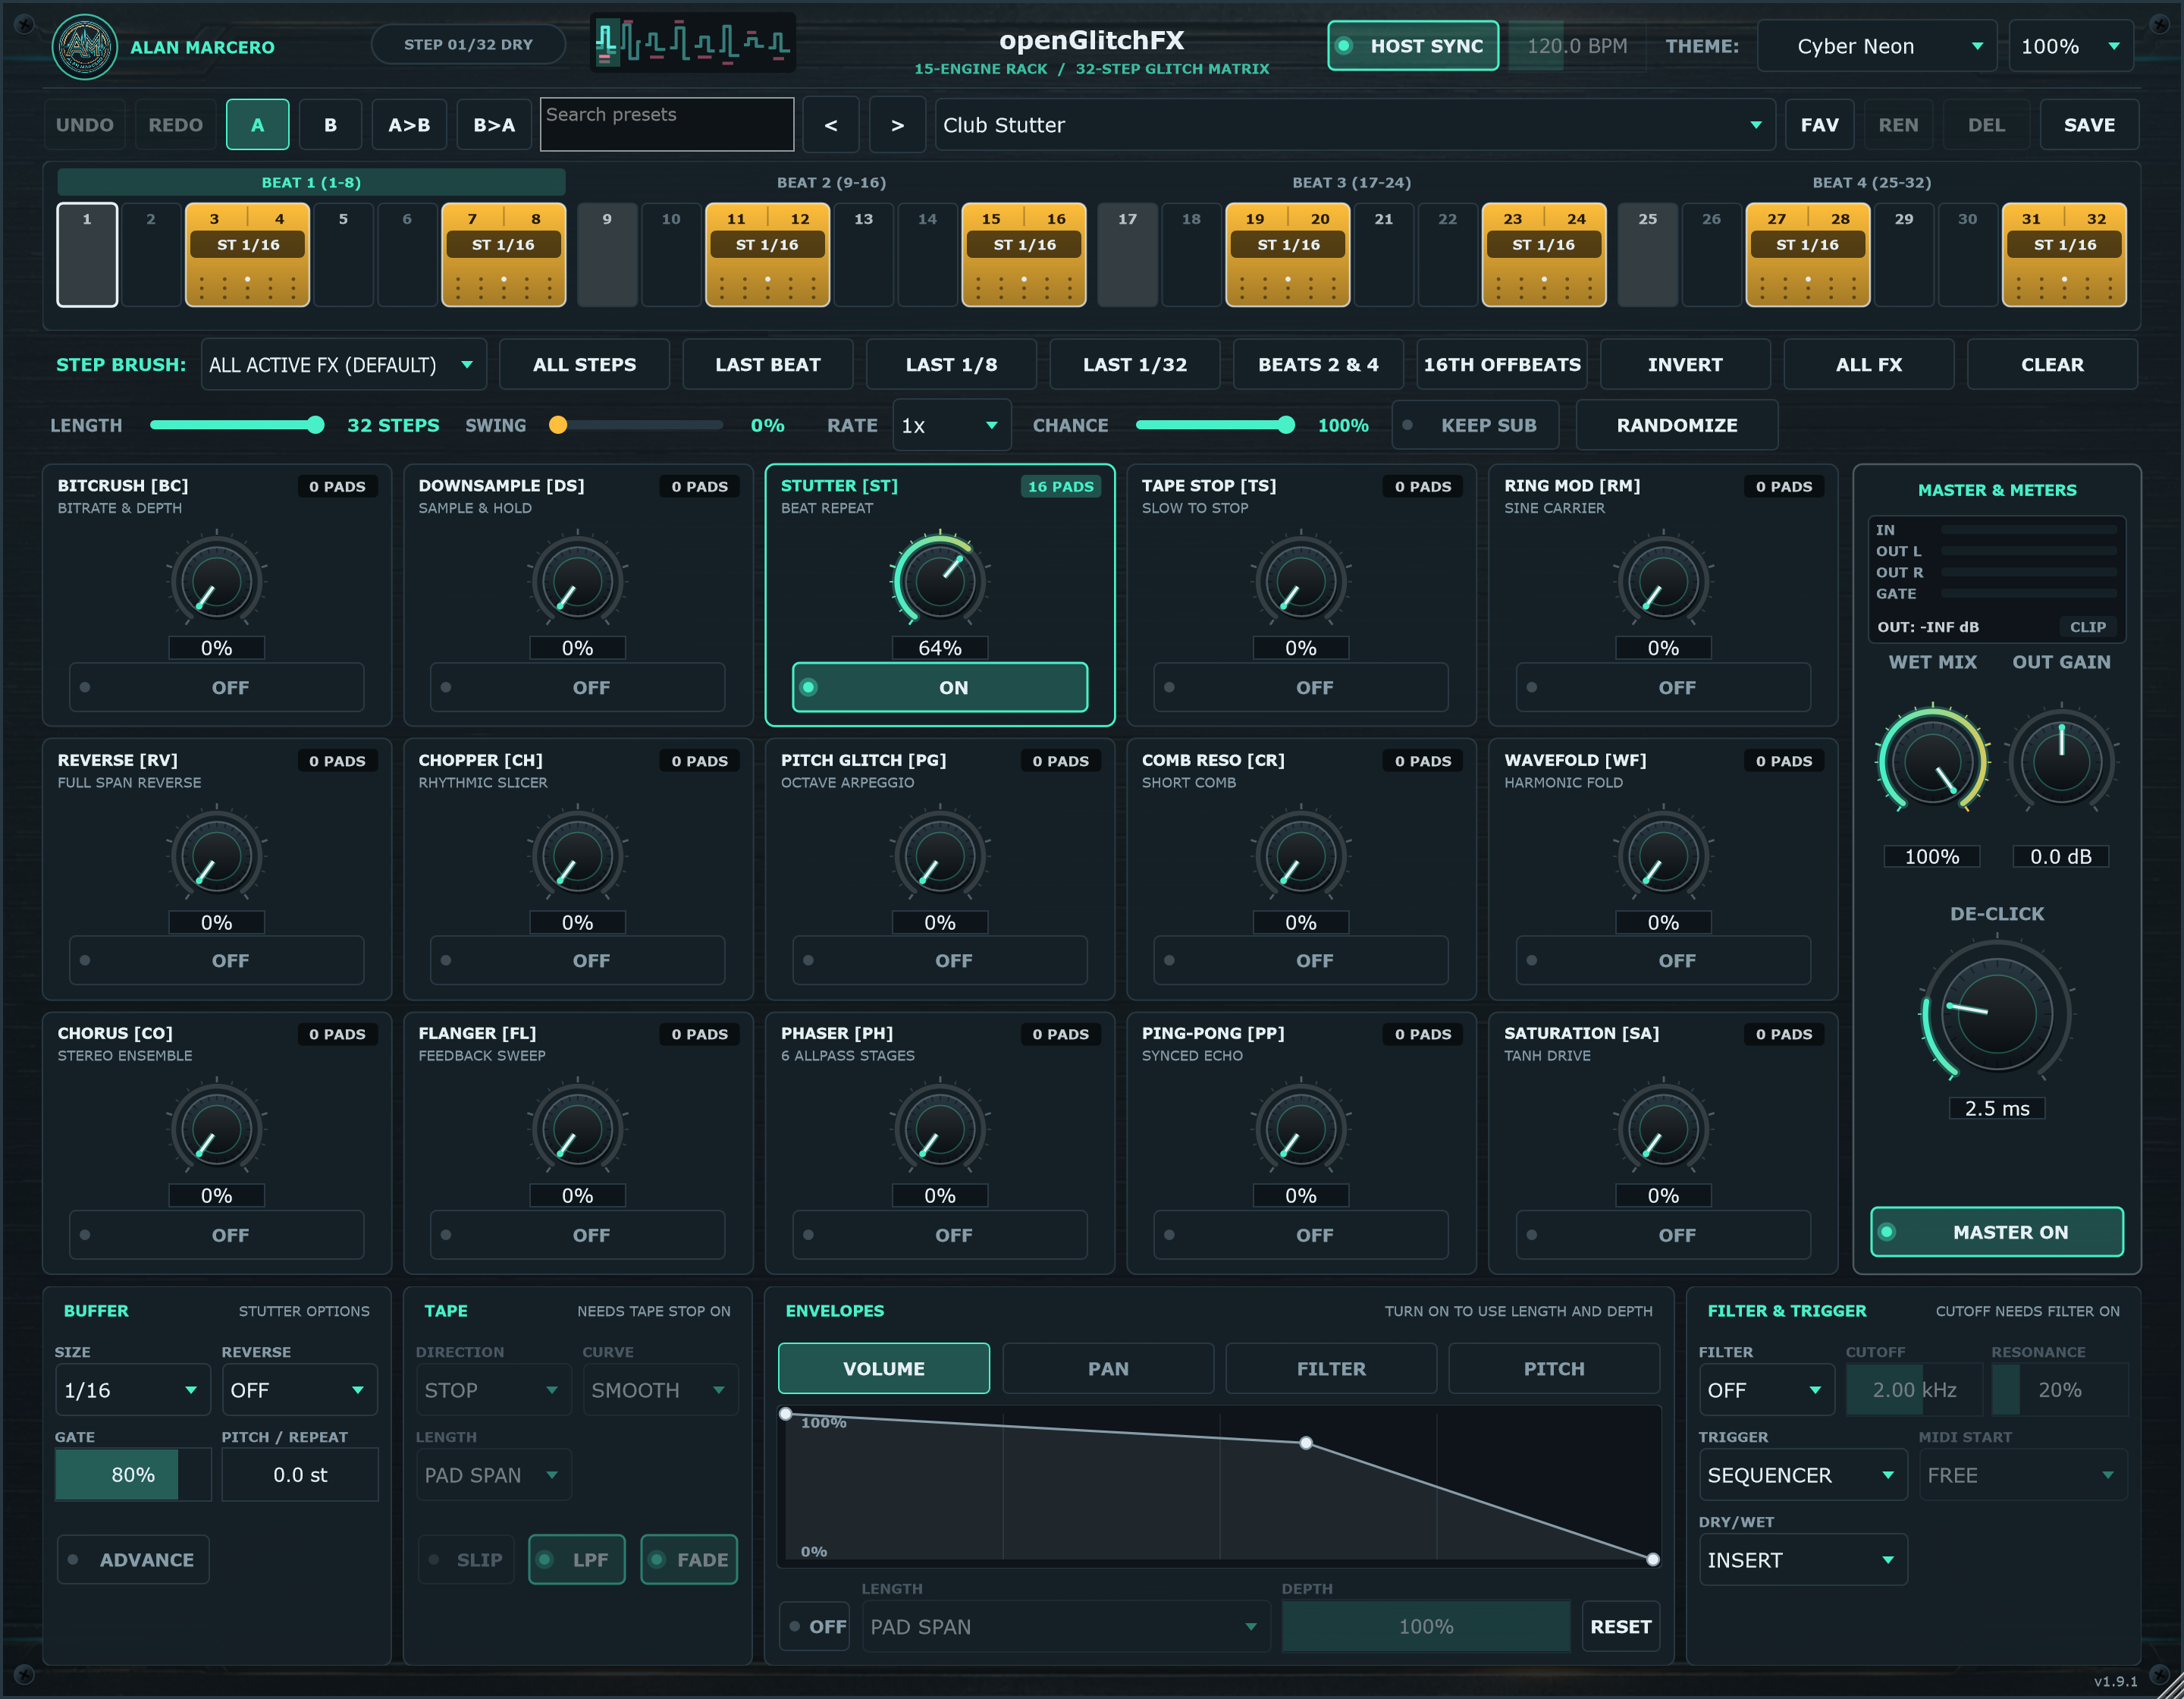 ALAN MARCERO
STEP 01/32 DRY
openGlitchFX
15-ENGINE RACK / 32-STEP GLITCH MATRIX
HOST SYNC
120.0 BPM
THEME:
Cyber Neon
100%
UNDO REDO A B A>B B>A Search presets < > Club Stutter FAV REN DEL SAVE
BEAT 1 (1-8) BEAT 2 (9-16) BEAT 3 (17-24) BEAT 4 (25-32)
1 2 3 4 5 6 7 8 9 10 11 12 13 14 15 16 17 18 19 20 21 22 23 24 25 26 27 28 29 30 31 32
ST 1/16 ST 1/16 ST 1/16 ST 1/16 ST 1/16 ST 1/16 ST 1/16 ST 1/16
STEP BRUSH: ALL ACTIVE FX (DEFAULT) ALL STEPS LAST BEAT LAST 1/8 LAST 1/32 BEATS 2 & 4 16TH OFFBEATS INVERT ALL FX CLEAR
LENGTH 32 STEPS SWING 0% RATE 1x CHANCE 100% KEEP SUB RANDOMIZE
BITCRUSH [BC] 0 PADS
BITRATE & DEPTH
0%
OFF
DOWNSAMPLE [DS] 0 PADS
SAMPLE & HOLD
0%
OFF
STUTTER [ST] 16 PADS
BEAT REPEAT
64%
ON
TAPE STOP [TS] 0 PADS
SLOW TO STOP
0%
OFF
RING MOD [RM] 0 PADS
SINE CARRIER
0%
OFF
REVERSE [RV] 0 PADS
FULL SPAN REVERSE
0%
OFF
CHOPPER [CH] 0 PADS
RHYTHMIC SLICER
0%
OFF
PITCH GLITCH [PG] 0 PADS
OCTAVE ARPEGGIO
0%
OFF
COMB RESO [CR] 0 PADS
SHORT COMB
0%
OFF
WAVEFOLD [WF] 0 PADS
HARMONIC FOLD
0%
OFF
CHORUS [CO] 0 PADS
STEREO ENSEMBLE
0%
OFF
FLANGER [FL] 0 PADS
FEEDBACK SWEEP
0%
OFF
PHASER [PH] 0 PADS
6 ALLPASS STAGES
0%
OFF
PING-PONG [PP] 0 PADS
SYNCED ECHO
0%
OFF
SATURATION [SA] 0 PADS
TANH DRIVE
0%
OFF
MASTER & METERS
IN
OUT L
OUT R
GATE
OUT: -INF dB CLIP
WET MIX OUT GAIN
100% 0.0 dB
DE-CLICK
2.5 ms
MASTER ON
BUFFER STUTTER OPTIONS
SIZE REVERSE
1/16 OFF
GATE PITCH / REPEAT
80% 0.0 st
ADVANCE
TAPE NEEDS TAPE STOP ON
DIRECTION CURVE
STOP SMOOTH
LENGTH
PAD SPAN
SLIP LPF FADE
ENVELOPES TURN ON TO USE LENGTH AND DEPTH
VOLUME PAN FILTER PITCH
100%
0%
LENGTH DEPTH
OFF PAD SPAN 100% RESET
FILTER & TRIGGER CUTOFF NEEDS FILTER ON
FILTER CUTOFF RESONANCE
OFF 2.00 kHz 20%
TRIGGER MIDI START
SEQUENCER FREE
DRY/WET
INSERT
v1.9.1